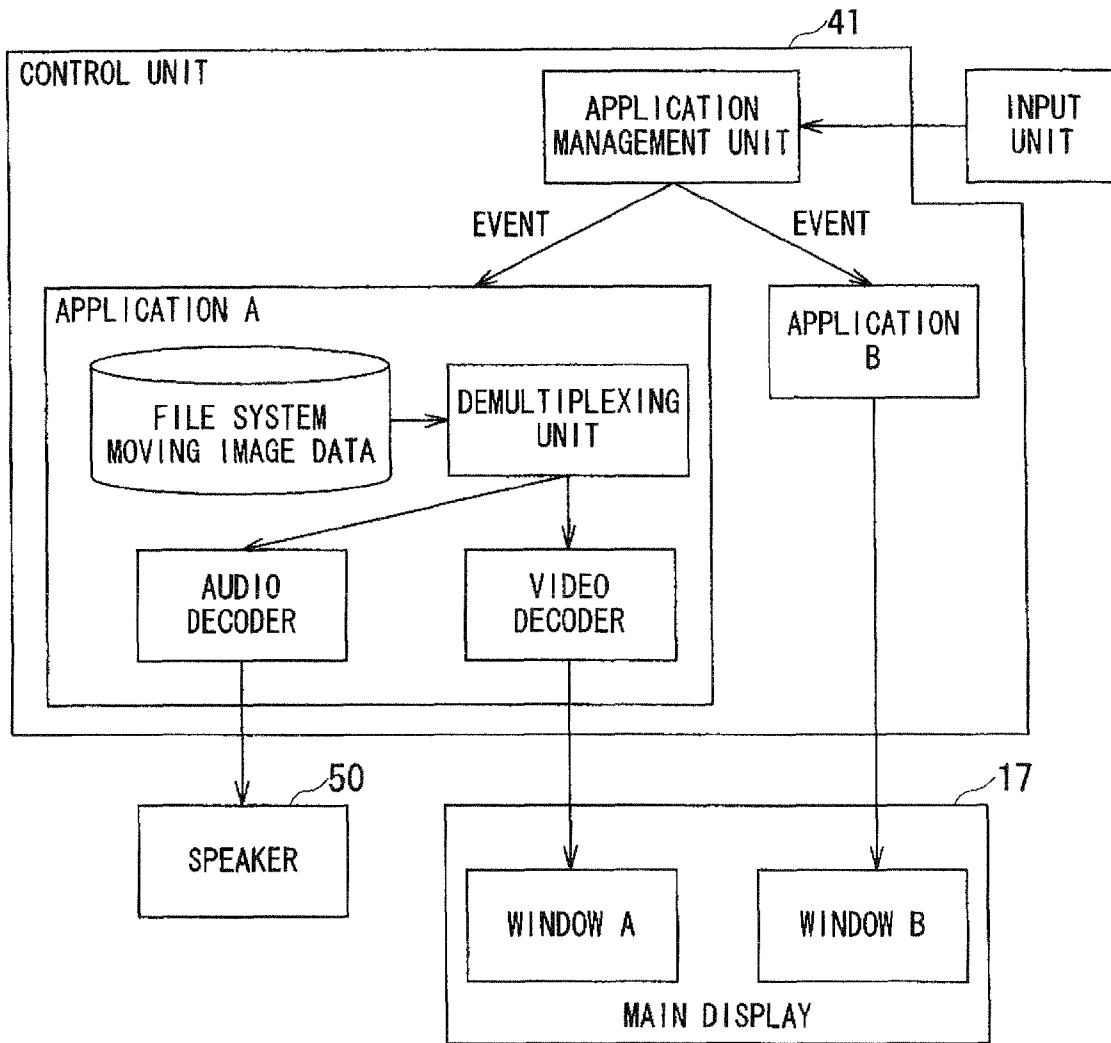 41
CONTROL UNIT
APPLICATION
MANAGEMENT UNIT
INPUT
UNIT
EVENT
EVENT
APPLICATION A
APPLICATION
B
FILE SYSTEM
MOVING IMAGE DATA
DEMULTIPLEXING
UNIT
AUDIO
DECODER
VIDEO
DECODER
50
17
SPEAKER
WINDOW A
WINDOW B
MAIN DISPLAY